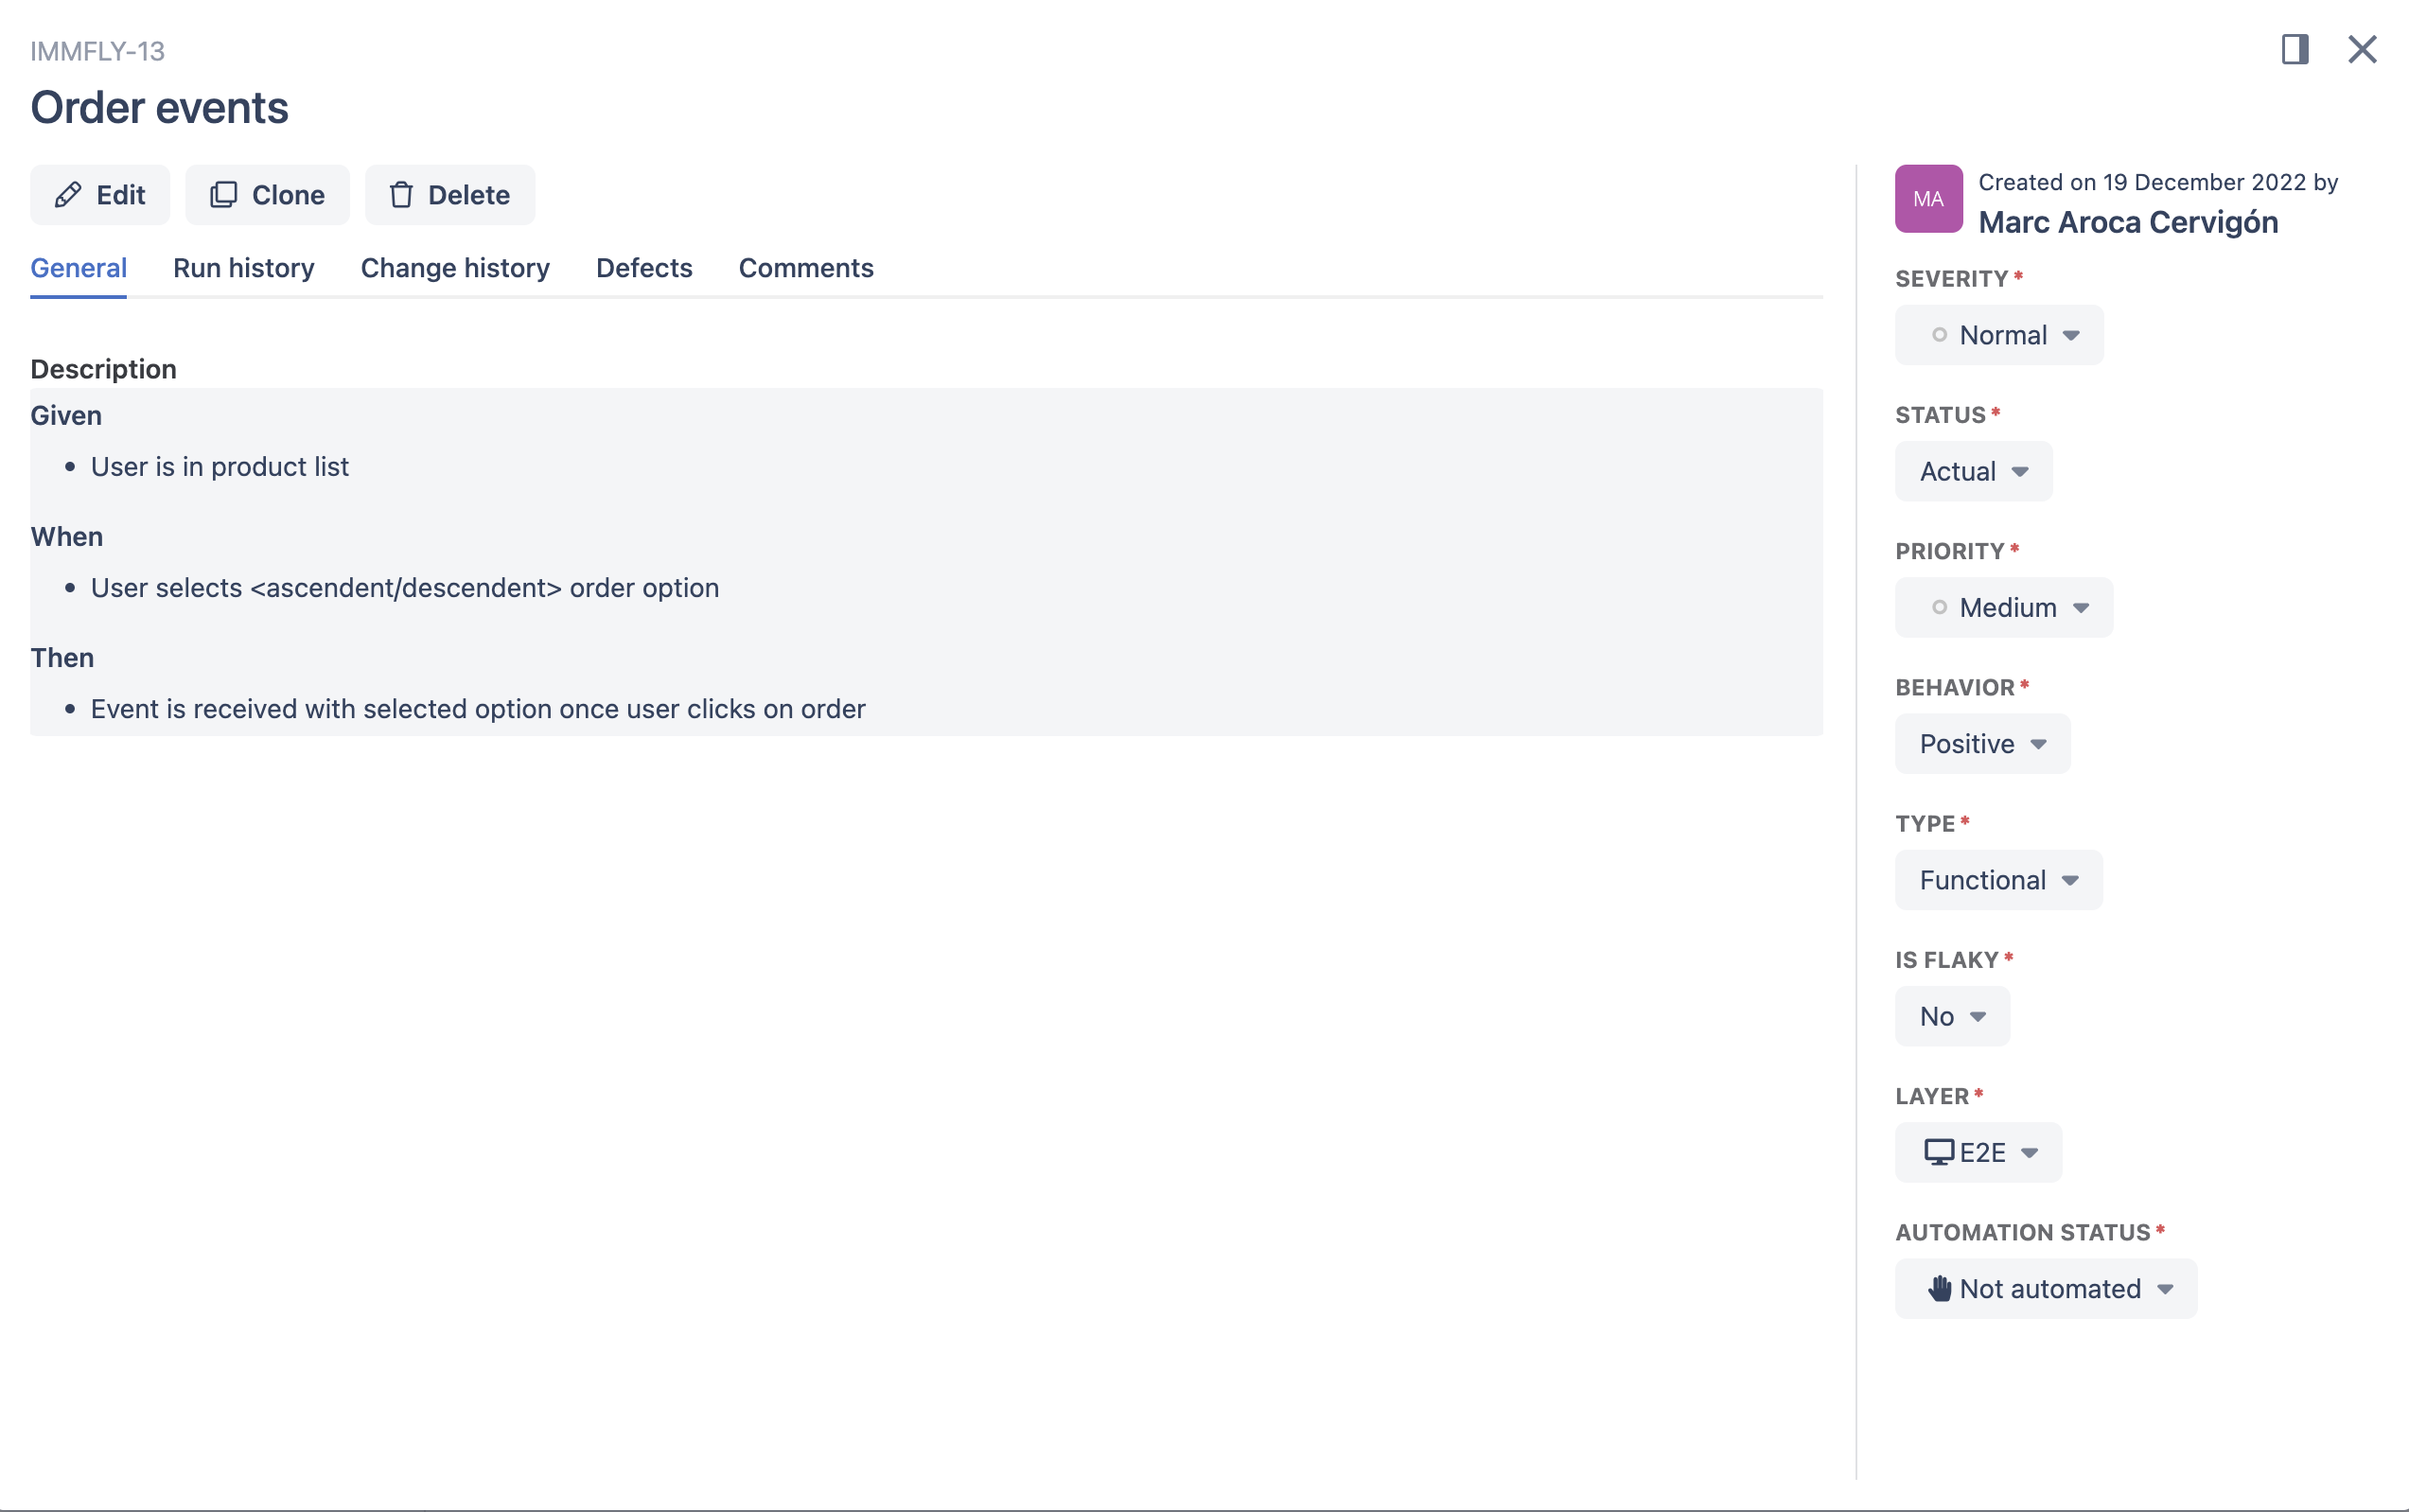 IMMFLY-13
Order events
Edit
Clone
Delete
General
Run history
Change history
Defects
Comments
Description
Given
• User is in product list
When
• User selects <ascendent/descendent> order option
Then
• Event is received with selected option once user clicks on order
MA
Created on 19 December 2022 by
Marc Aroca Cervigón
SEVERITY*
Normal
STATUS*
Actual
PRIORITY*
Medium
BEHAVIOR*
Positive
TYPE*
Functional
IS FLAKY*
No
LAYER*
E2E
AUTOMATION STATUS*
Not automated